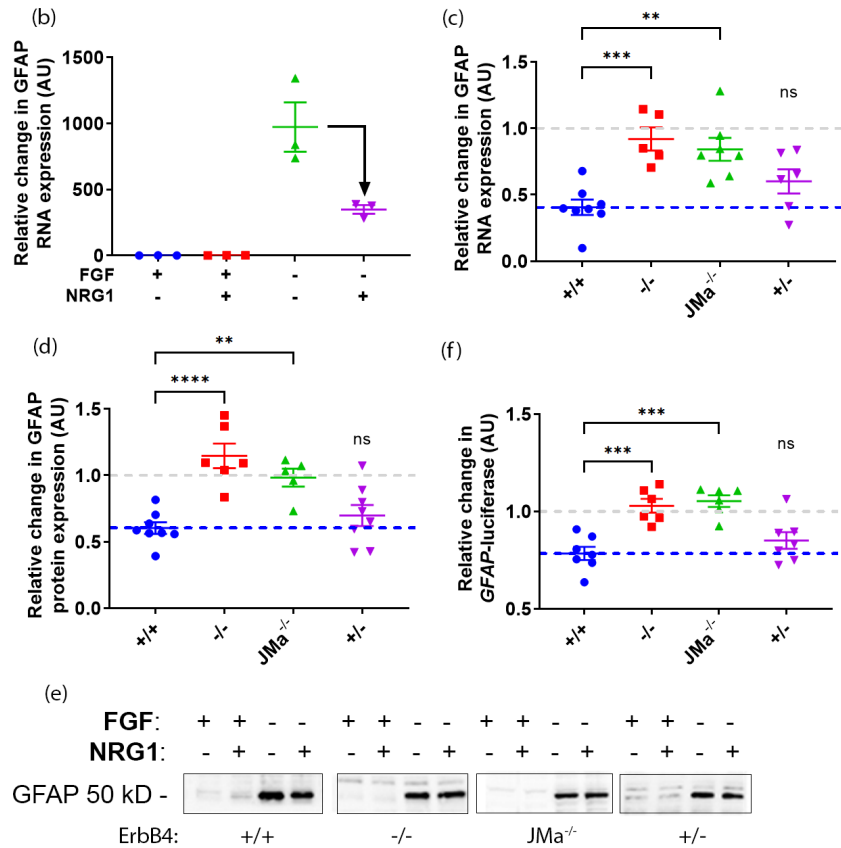 (b)
Relative change in GFAP
RNA expression (AU)
1500
1000
500
0
FGF + + - -
NRG1 - + - +
(c)
Relative change in GFAP
RNA expression (AU)
1.5
1.0
0.5
0.0
**
***
ns
+/+ -/- JMa-/- +/-
(d)
Relative change in GFAP
protein expression (AU)
1.5
1.0
0.5
0.0
**
****
ns
+/+ -/- JMa-/- +/-
(f)
Relative change in
GFAP-luciferase (AU)
1.5
1.0
0.5
***
***
ns
+/+ -/- JMa-/- +/-
(e)
FGF: + + - - + + - - + + - - + + - -
NRG1: - + - + - + - + - + - + - + - +
GFAP 50 kD -
ErbB4: +/+ -/- JMa-/- +/-